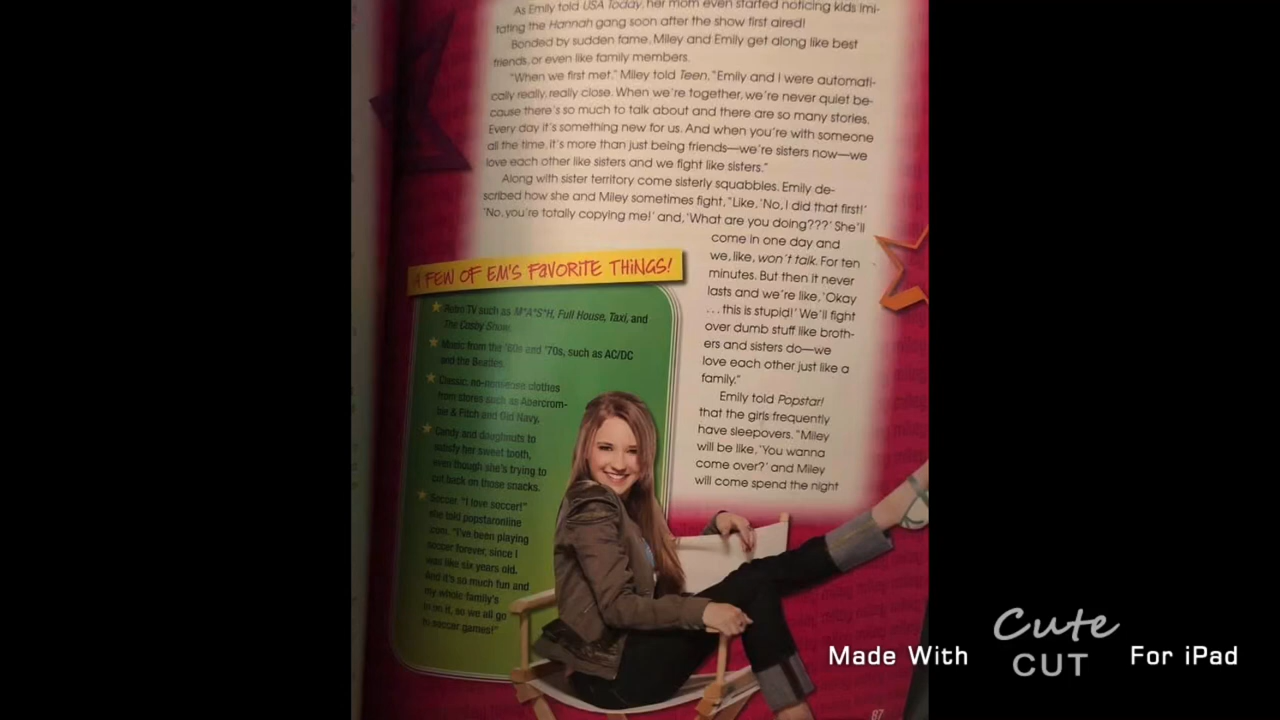 As Emily told USA Today, her mom even started noticing kids imi-
tating the Hannah gang soon after the show first aired!
Bonded by sudden fame, Miley and Emily get along like best
friends, or even like family members.
"When we first met," Miley told Teen, "Emily and I were automati-
cally really, really close. When we're together, we're never quiet be-
cause there's so much to talk about and there are so many stories.
Every day it's something new for us. And when you're with someone
all the time, it's more than just being friends—we're sisters now—we
love each other like sisters and we fight like sisters."
Along with sister territory come sisterly squabbles. Emily de-
scribed how she and Miley sometimes fight, "Like, 'No, I did that first!'
'No, you're totally copying me!' and, 'What are you doing???' She'll
come in one day and
we, like, won't talk. For ten
minutes. But then it never
lasts and we're like, 'Okay
. . . this is stupid!' We'll fight
over dumb stuff like broth-
ers and sisters do—we
love each other just like a
family."
Emily told Popstar!
that the girls frequently
have sleepovers. "Miley
will be like, 'You wanna
come over?' and Miley
will come spend the night
A FEW OF EM'S FAVORITE THINGS!
Retro TV such as M*A*S*H, Full House, Taxi, and
The Cosby Show.
Music from the '60s and '70s, such as AC/DC
and the Beatles.
Classic, no-nonsense clothes
from stores such as Abercrom-
bie & Fitch and Old Navy.
Candy and doughnuts to
satisfy her sweet tooth,
even though she's trying to
cut back on those snacks.
Soccer. "I love soccer!"
she told popstaronline
.com. "I've been playing
soccer forever, since I
was like six years old.
And it's so much fun and
my whole family's
in on it, so we all go
to soccer games!"
87
Made With Cute CUT For iPad